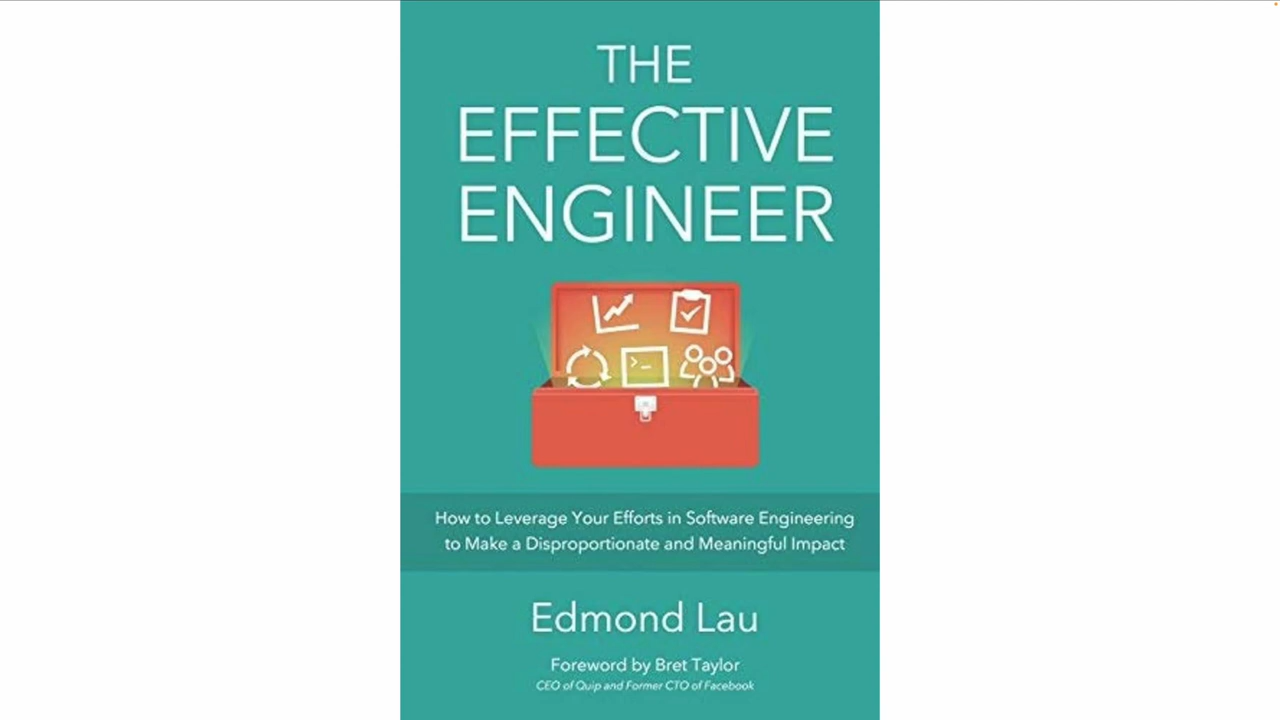 THE
EFFECTIVE
ENGINEER
>_
How to Leverage Your Efforts in Software Engineering
to Make a Disproportionate and Meaningful Impact
Edmond Lau
Foreword by Bret Taylor
CEO of Quip and Former CTO of Facebook